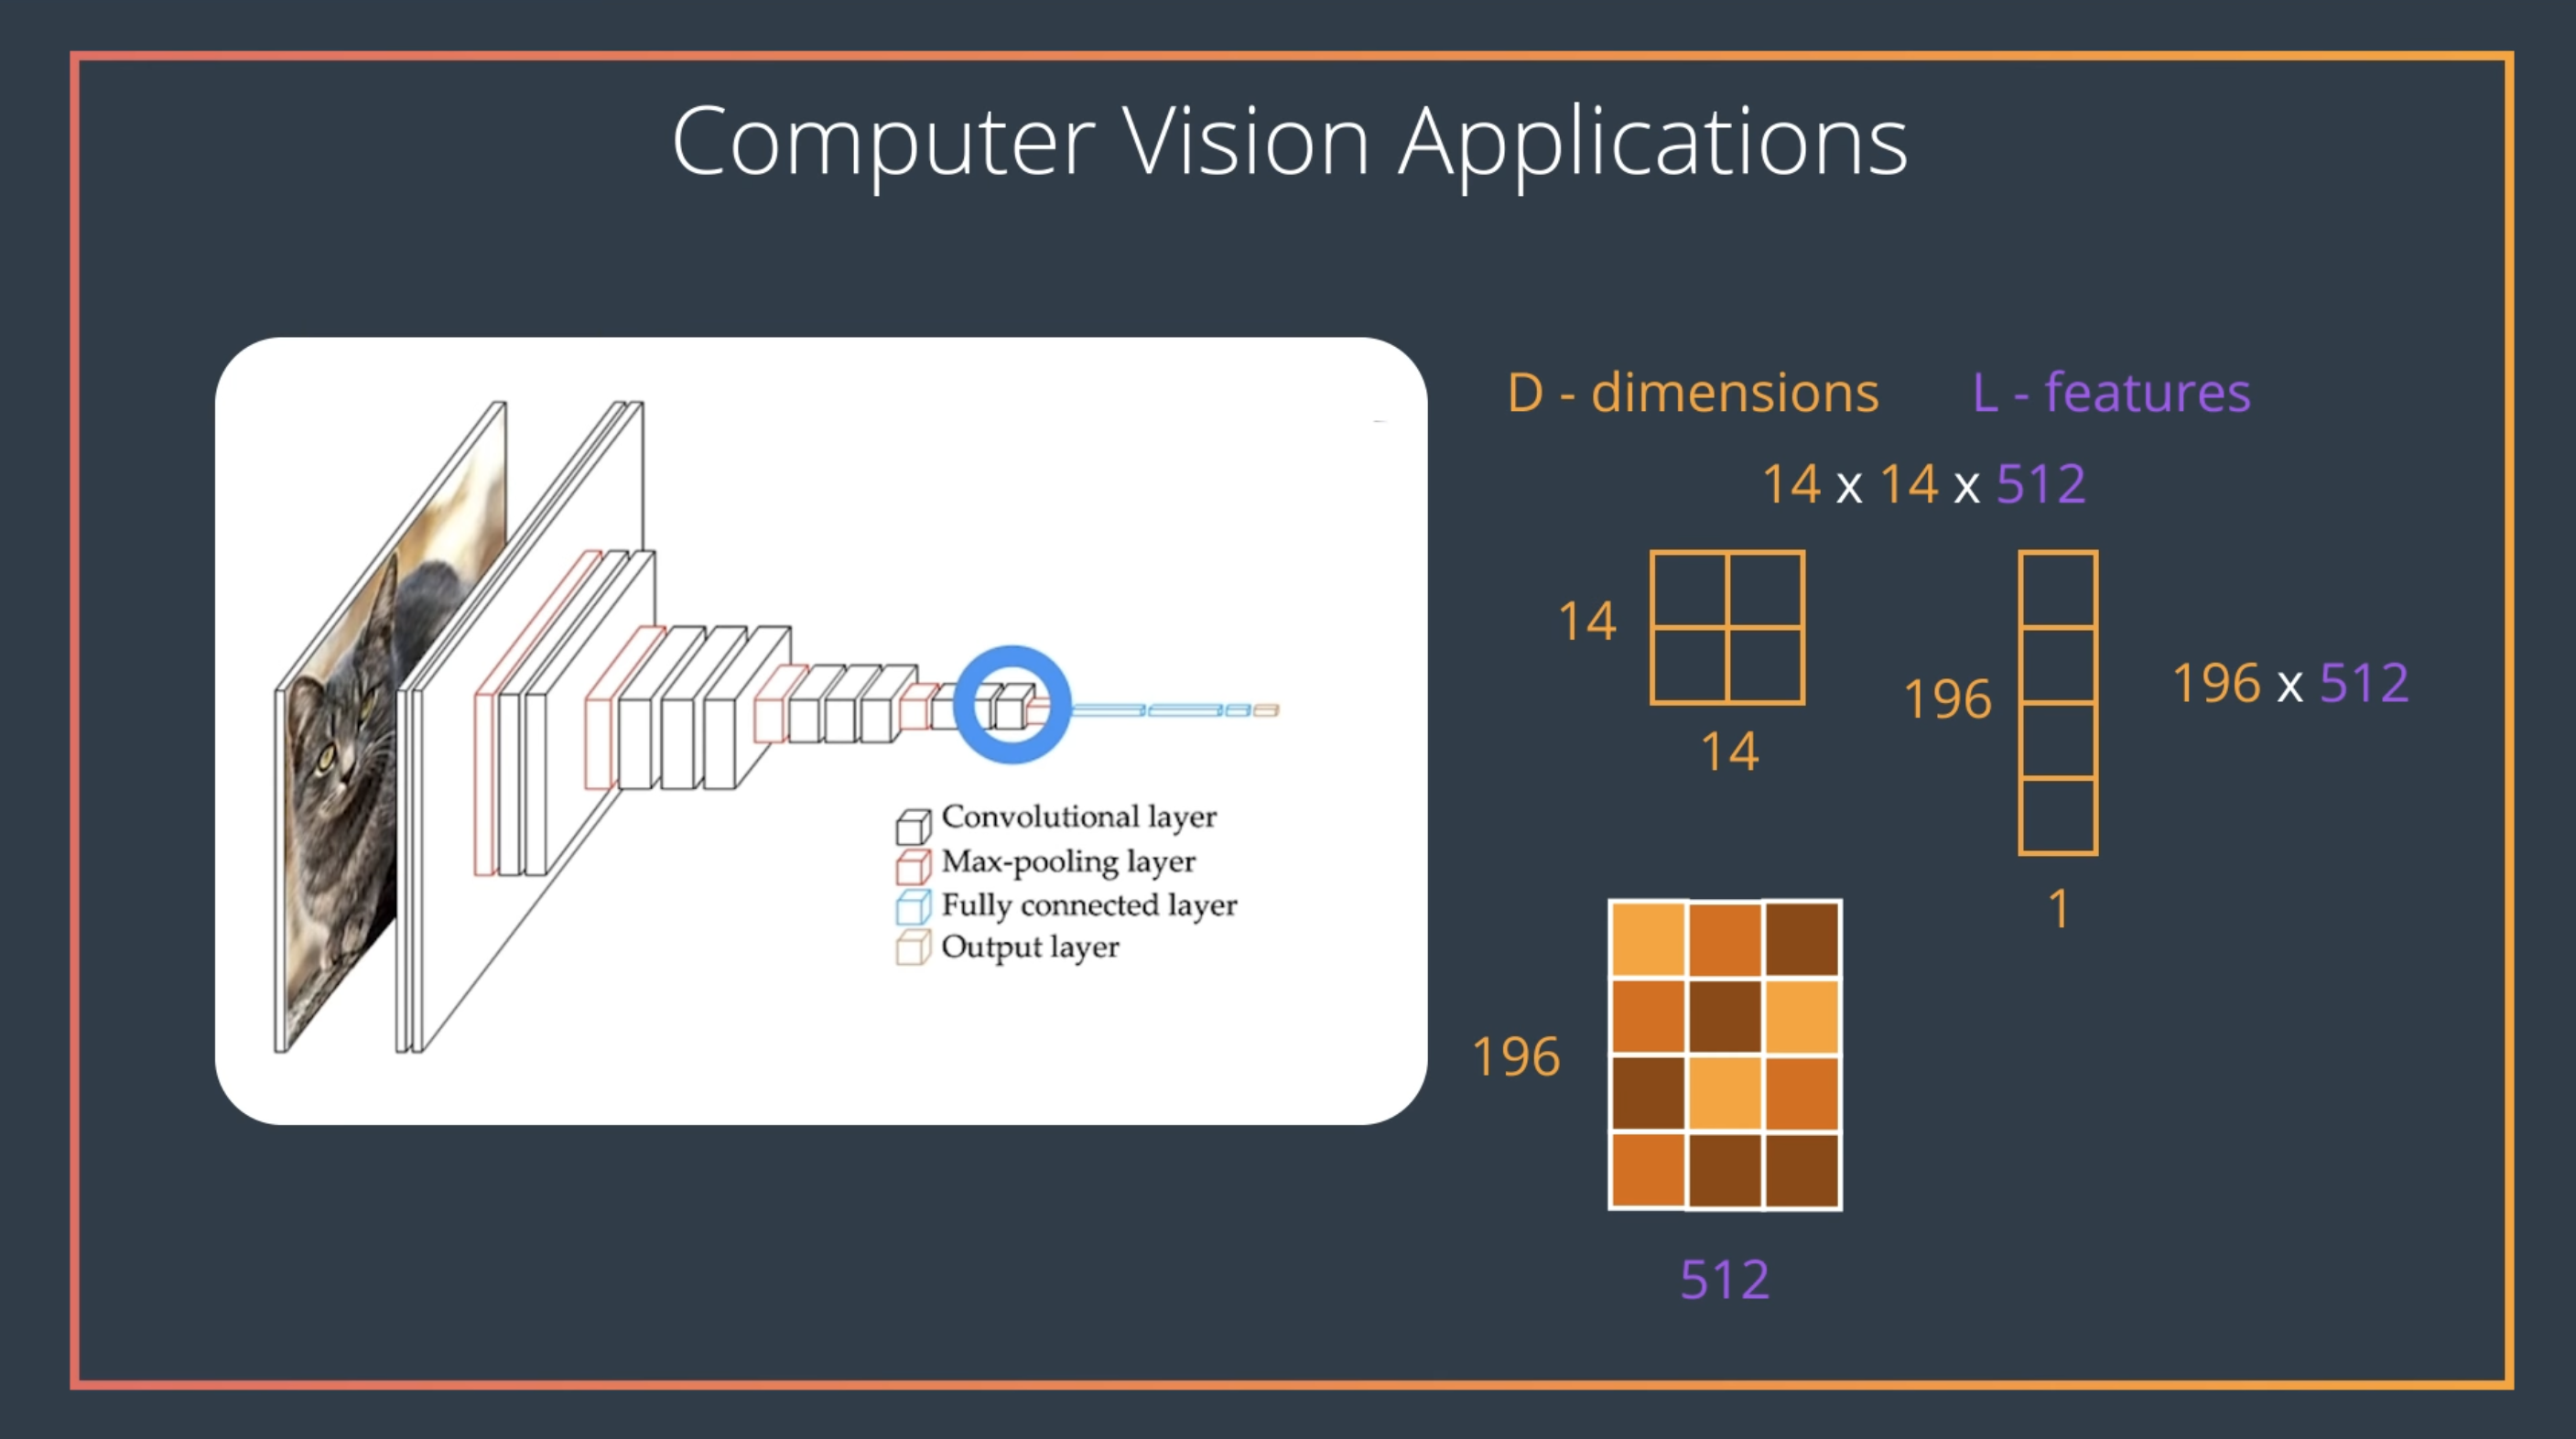 Computer Vision Applications
Convolutional layer
Max-pooling layer
Fully connected layer
Output layer
D - dimensions
L - features
14 x 14 x 512
14
14
196
1
196 x 512
196
512